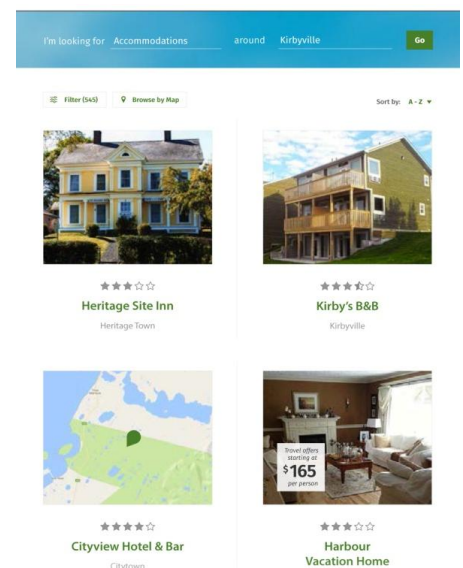 I'm looking for Accommodations around Kirbyville Go
Filter (545) Browse by Map Sort by: A - Z
Heritage Site Inn
Heritage Town
Kirby's B&B
Kirbyville
Travel offers
starting at
$165
per person
Cityview Hotel & Bar
Citytown
Harbour
Vacation Home